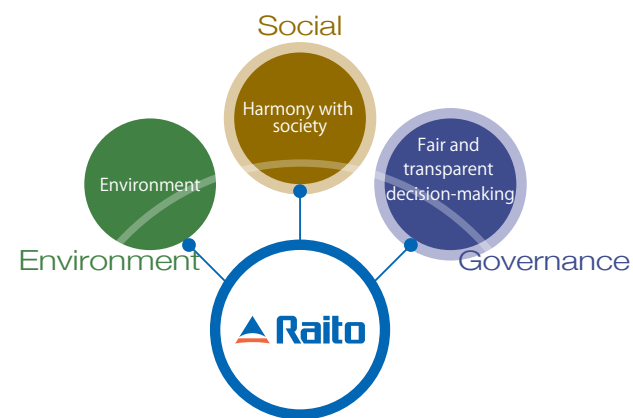 Social
Harmony with
society
Environment
Fair and
transparent
decision-making
Environment
Governance
Raito